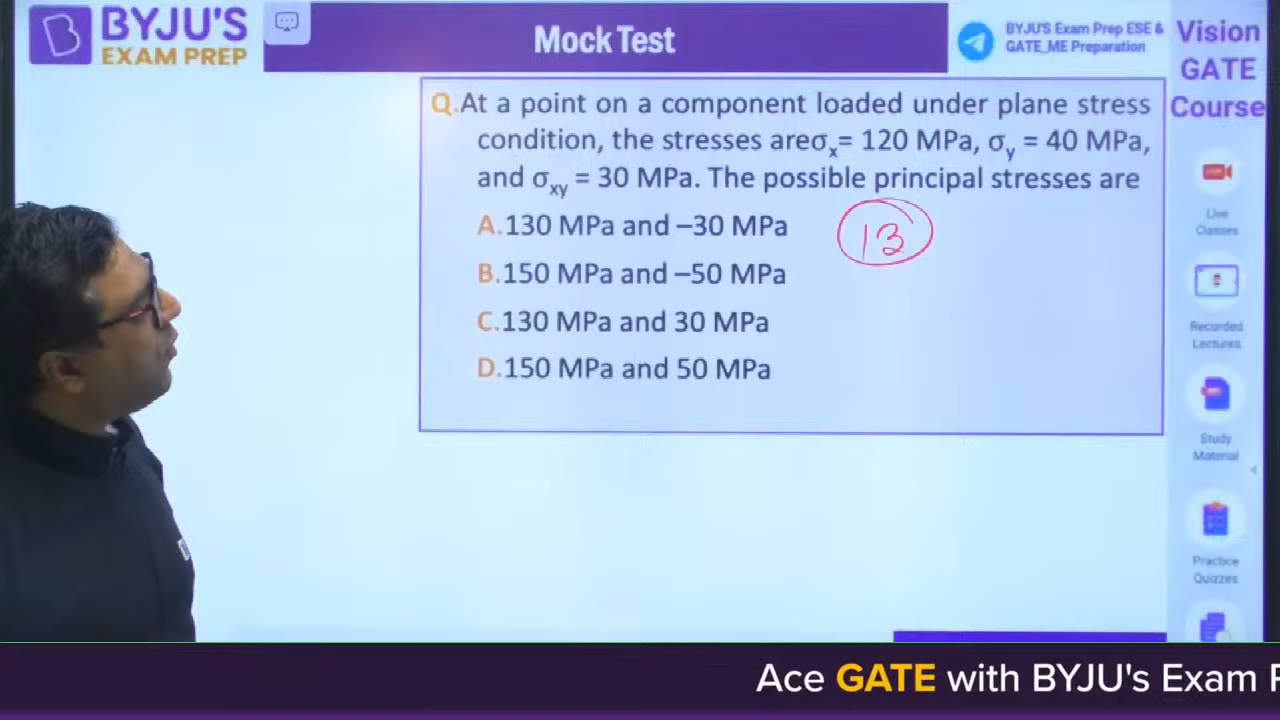 BYJU'S
EXAM PREP
Mock Test
BYJU'S Exam Prep ESE &
GATE_ME Preparation
Vision
GATE
Course
Q.At a point on a component loaded under plane stress
condition, the stresses areσx= 120 MPa, σy = 40 MPa,
and σxy = 30 MPa. The possible principal stresses are
A.130 MPa and –30 MPa
13
B.150 MPa and –50 MPa
C.130 MPa and 30 MPa
D.150 MPa and 50 MPa
Live
Classes
Recorded
Lectures
Study
Material
Practice
Quizzes
Ace GATE with BYJU's Exam P